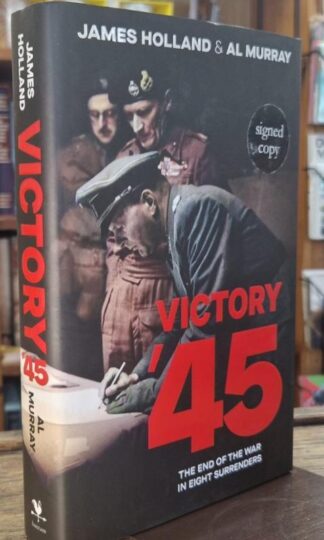 JAMES HOLLAND & AL MURRAY
signed
copy
VICTORY
'45
THE END OF THE WAR
IN EIGHT SURRENDERS
JAMES
HOLLAND
VICTORY
'45
AL
MURRAY